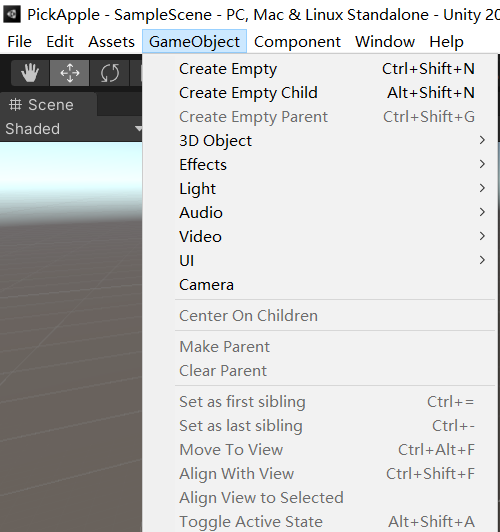 PickApple - SampleScene - PC, Mac & Linux Standalone - Unity 20
File Edit Assets GameObject Component Window Help
Scene
Shaded
Create Empty Ctrl+Shift+N
Create Empty Child Alt+Shift+N
Create Empty Parent Ctrl+Shift+G
3D Object
Effects
Light
Audio
Video
UI
Camera
Center On Children
Make Parent
Clear Parent
Set as first sibling Ctrl+=
Set as last sibling Ctrl+-
Move To View Ctrl+Alt+F
Align With View Ctrl+Shift+F
Align View to Selected
Toggle Active State Alt+Shift+A